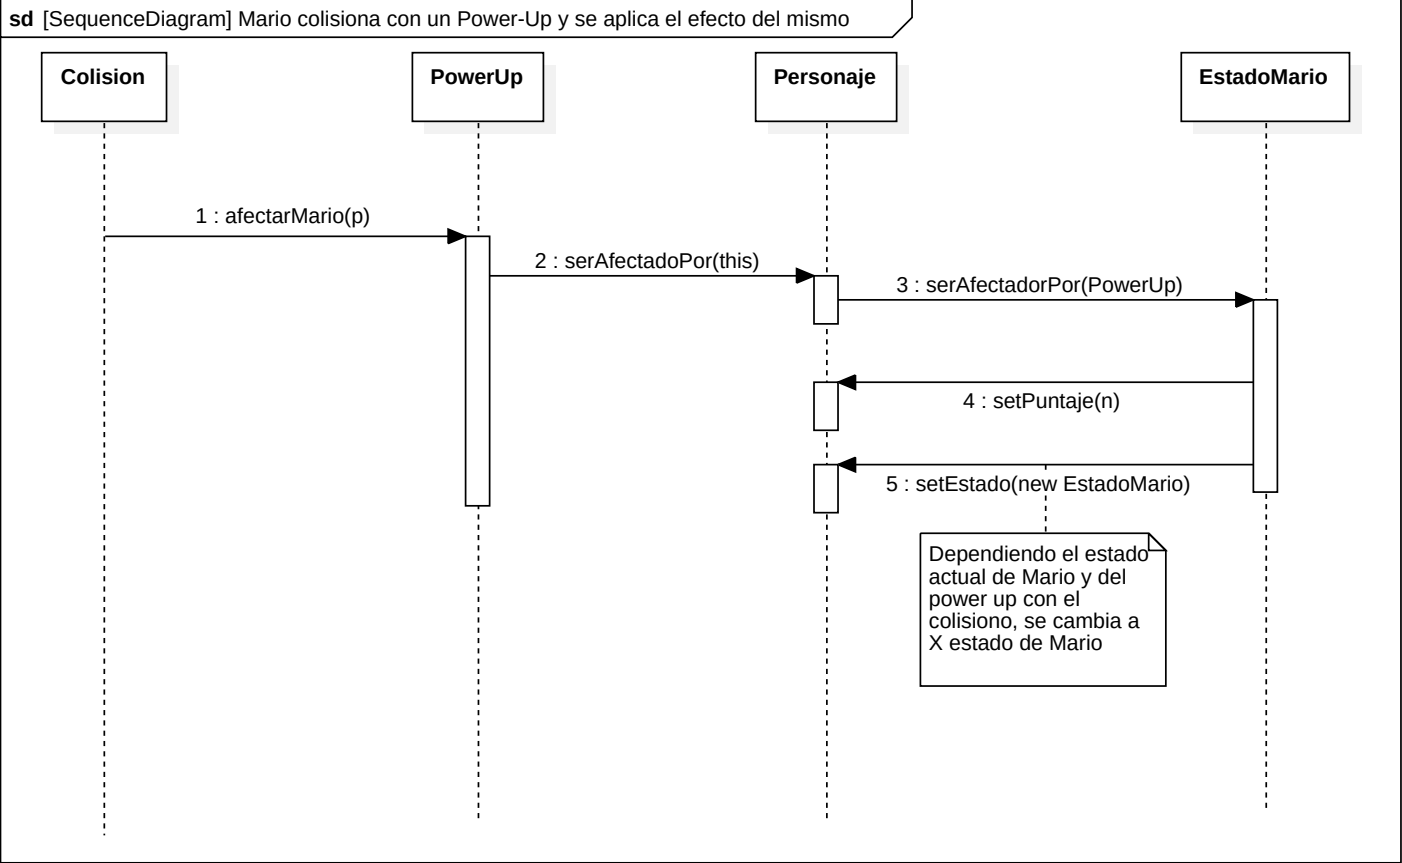 sd [SequenceDiagram] Mario colisiona con un Power-Up y se aplica el efecto del mismo
Colision
PowerUp
Personaje
EstadoMario
1 : afectarMario(p)
2 : serAfectadoPor(this)
3 : serAfectadorPor(PowerUp)
4 : setPuntaje(n)
5 : setEstado(new EstadoMario)
Dependiendo el estado
actual de Mario y del
power up con el
colisiono, se cambia a
X estado de Mario